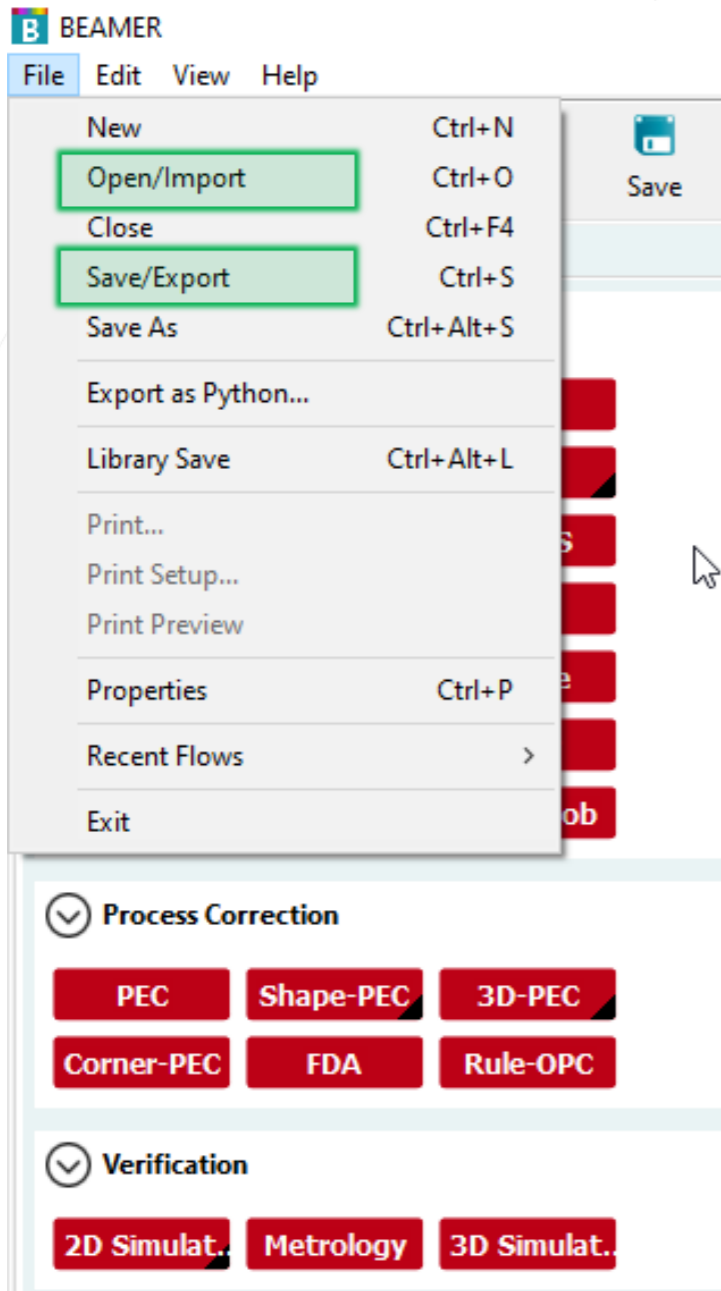 B BEAMER
File Edit View Help
New Ctrl+N
Open/Import Ctrl+O
Save
Close Ctrl+F4
Save/Export Ctrl+S
Save As Ctrl+Alt+S
Export as Python...
Library Save Ctrl+Alt+L
Print...
Print Setup...
Print Preview
Properties Ctrl+P
Recent Flows
Exit
ob
Process Correction
PEC Shape-PEC 3D-PEC
Corner-PEC FDA Rule-OPC
Verification
2D Simulat.. Metrology 3D Simulat..